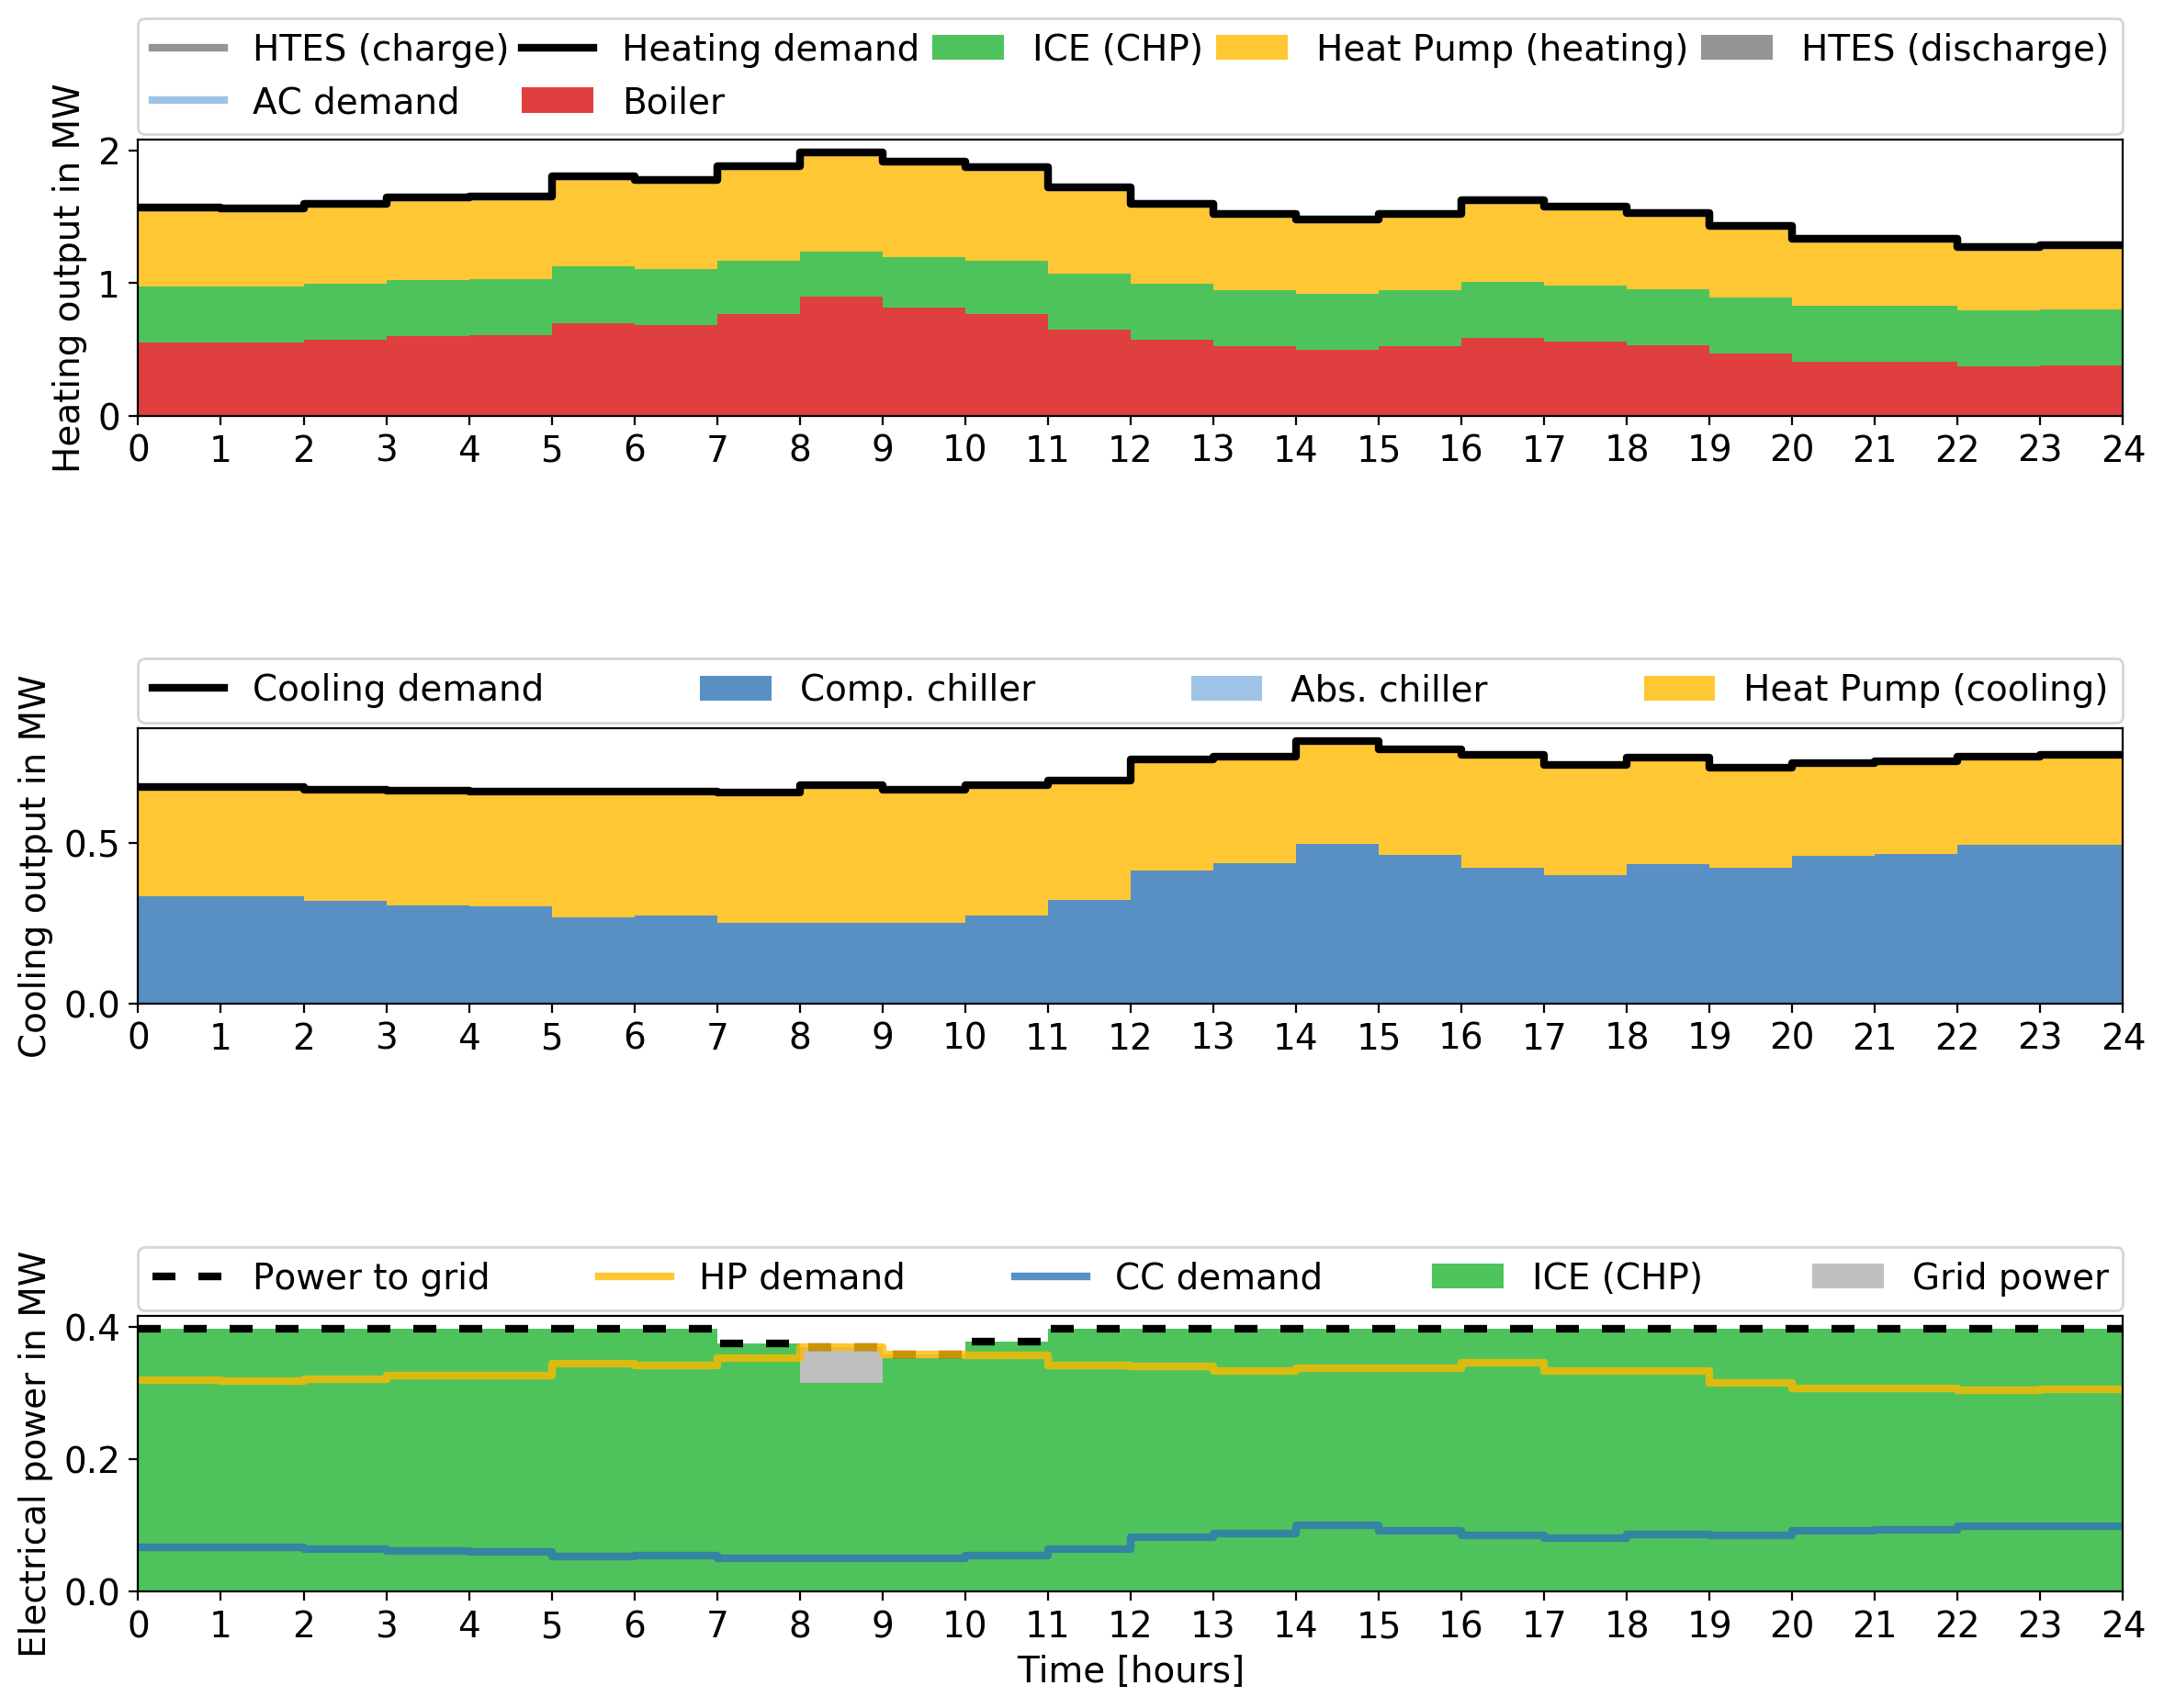 HTES (charge) Heating demand ICE (CHP) Heat Pump (heating) HTES (discharge)
AC demand Boiler
Heating output in MW
2
1
0
0 1 2 3 4 5 6 7 8 9 10 11 12 13 14 15 16 17 18 19 20 21 22 23 24
Cooling demand Comp. chiller Abs. chiller Heat Pump (cooling)
Cooling output in MW
0.5
0.0
0 1 2 3 4 5 6 7 8 9 10 11 12 13 14 15 16 17 18 19 20 21 22 23 24
Power to grid HP demand CC demand ICE (CHP) Grid power
Electrical power in MW
0.4
0.2
0.0
0 1 2 3 4 5 6 7 8 9 10 11 12 13 14 15 16 17 18 19 20 21 22 23 24
Time [hours]